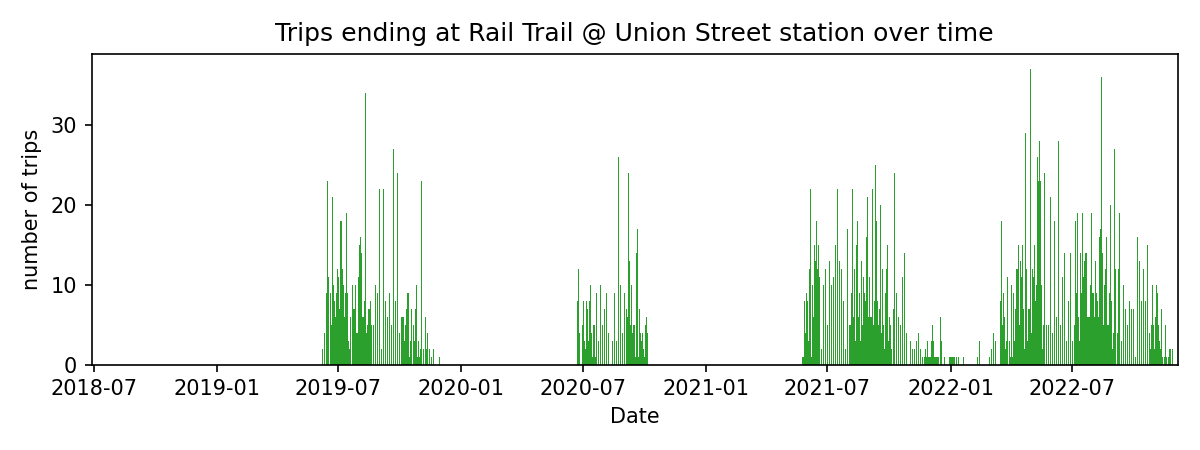 Trips ending at Rail Trail @ Union Street station over time
number of trips
30
20
10
0
2018-07 2019-01 2019-07 2020-01 2020-07 2021-01 2021-07 2022-01 2022-07
Date